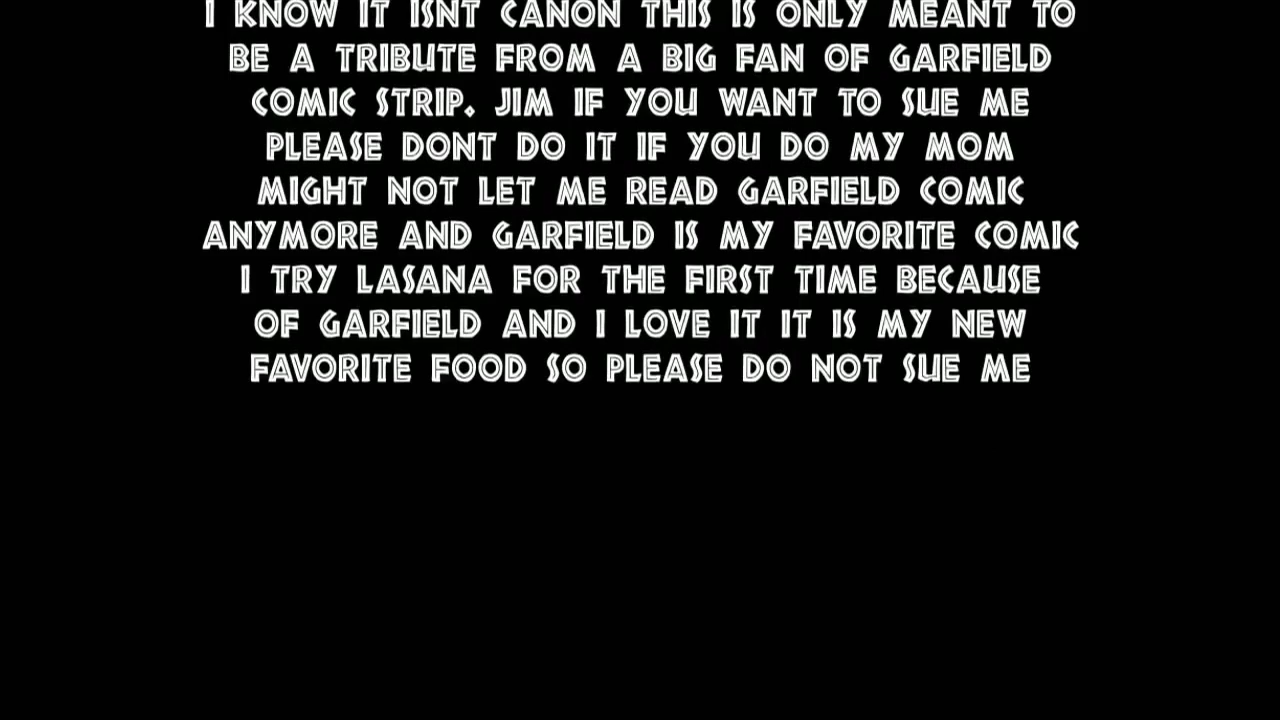 I KNOW IT ISNT CANON THIS IS ONLY MEANT TO
BE A TRIBUTE FROM A BIG FAN OF GARFIELD
COMIC STRIP. JIM IF YOU WANT TO SUE ME
PLEASE DONT DO IT IF YOU DO MY MOM
MIGHT NOT LET ME READ GARFIELD COMIC
ANYMORE AND GARFIELD IS MY FAVORITE COMIC
I TRY LASANA FOR THE FIRST TIME BECAUSE
OF GARFIELD AND I LOVE IT IT IS MY NEW
FAVORITE FOOD SO PLEASE DO NOT SUE ME